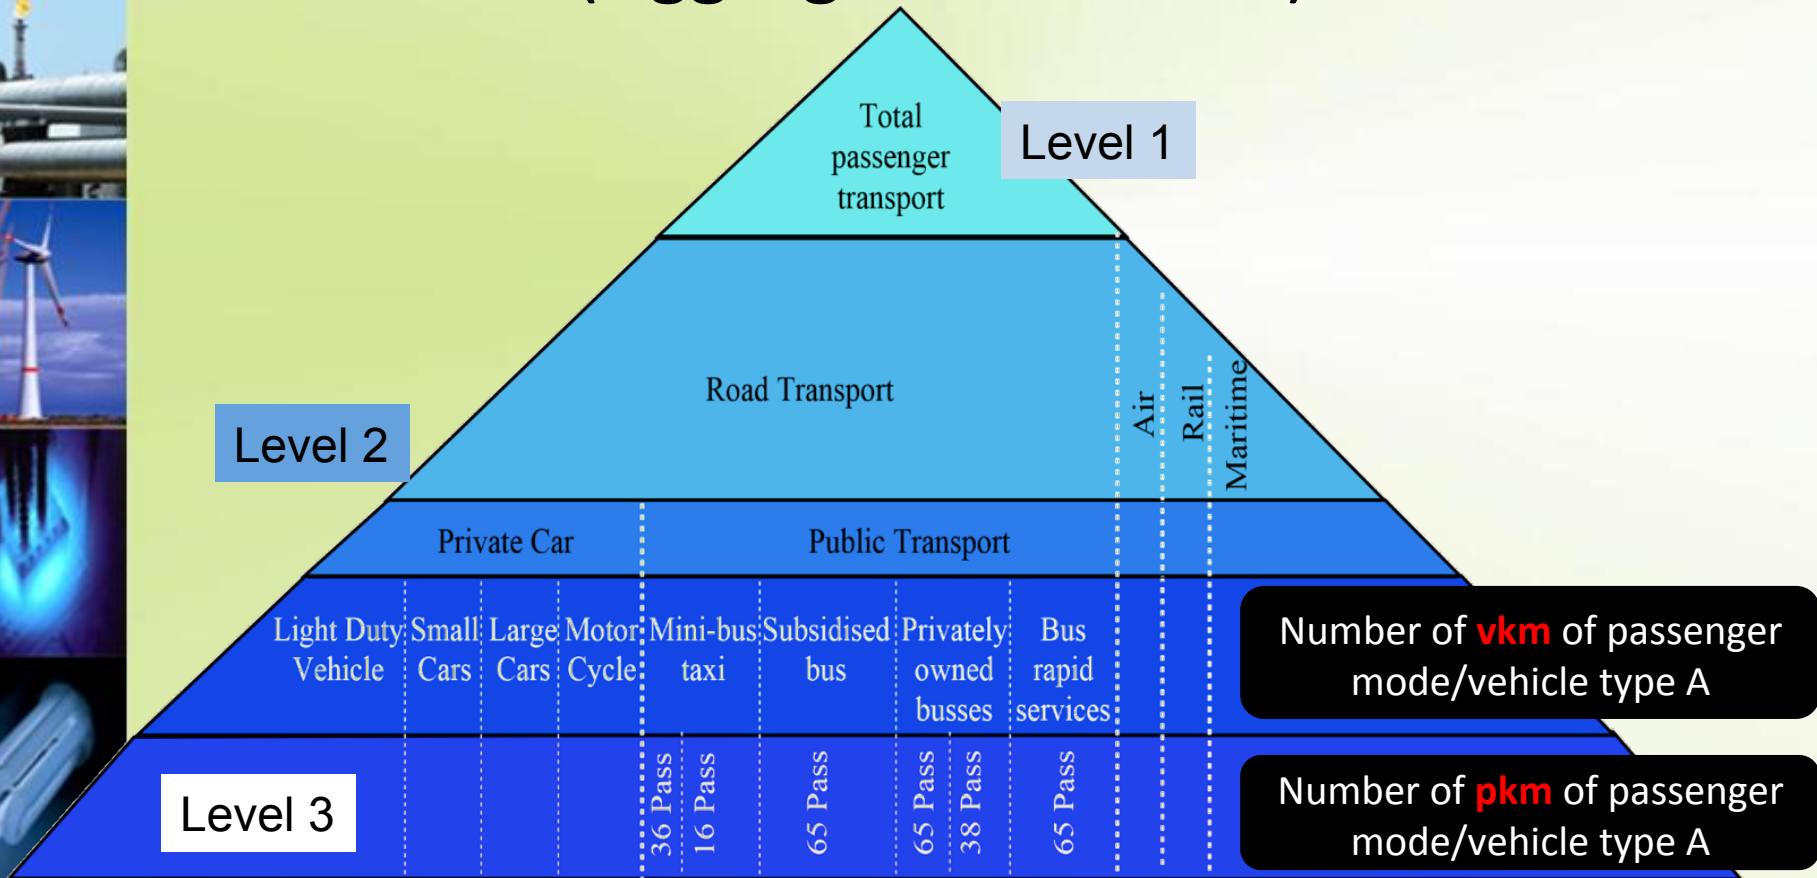 Total
passenger
transport
Level 1
Road Transport
Air
Rail
Maritime
Level 2
Private Car
Public Transport
Light Duty
Vehicle
Small
Cars
Large
Cars
Motor
Cycle
Mini-bus
taxi
Subsidised
bus
Privately
owned
busses
Bus
rapid
services
Number of vkm of passenger
mode/vehicle type A
Level 3
36 Pass
16 Pass
65 Pass
65 Pass
38 Pass
65 Pass
Number of pkm of passenger
mode/vehicle type A